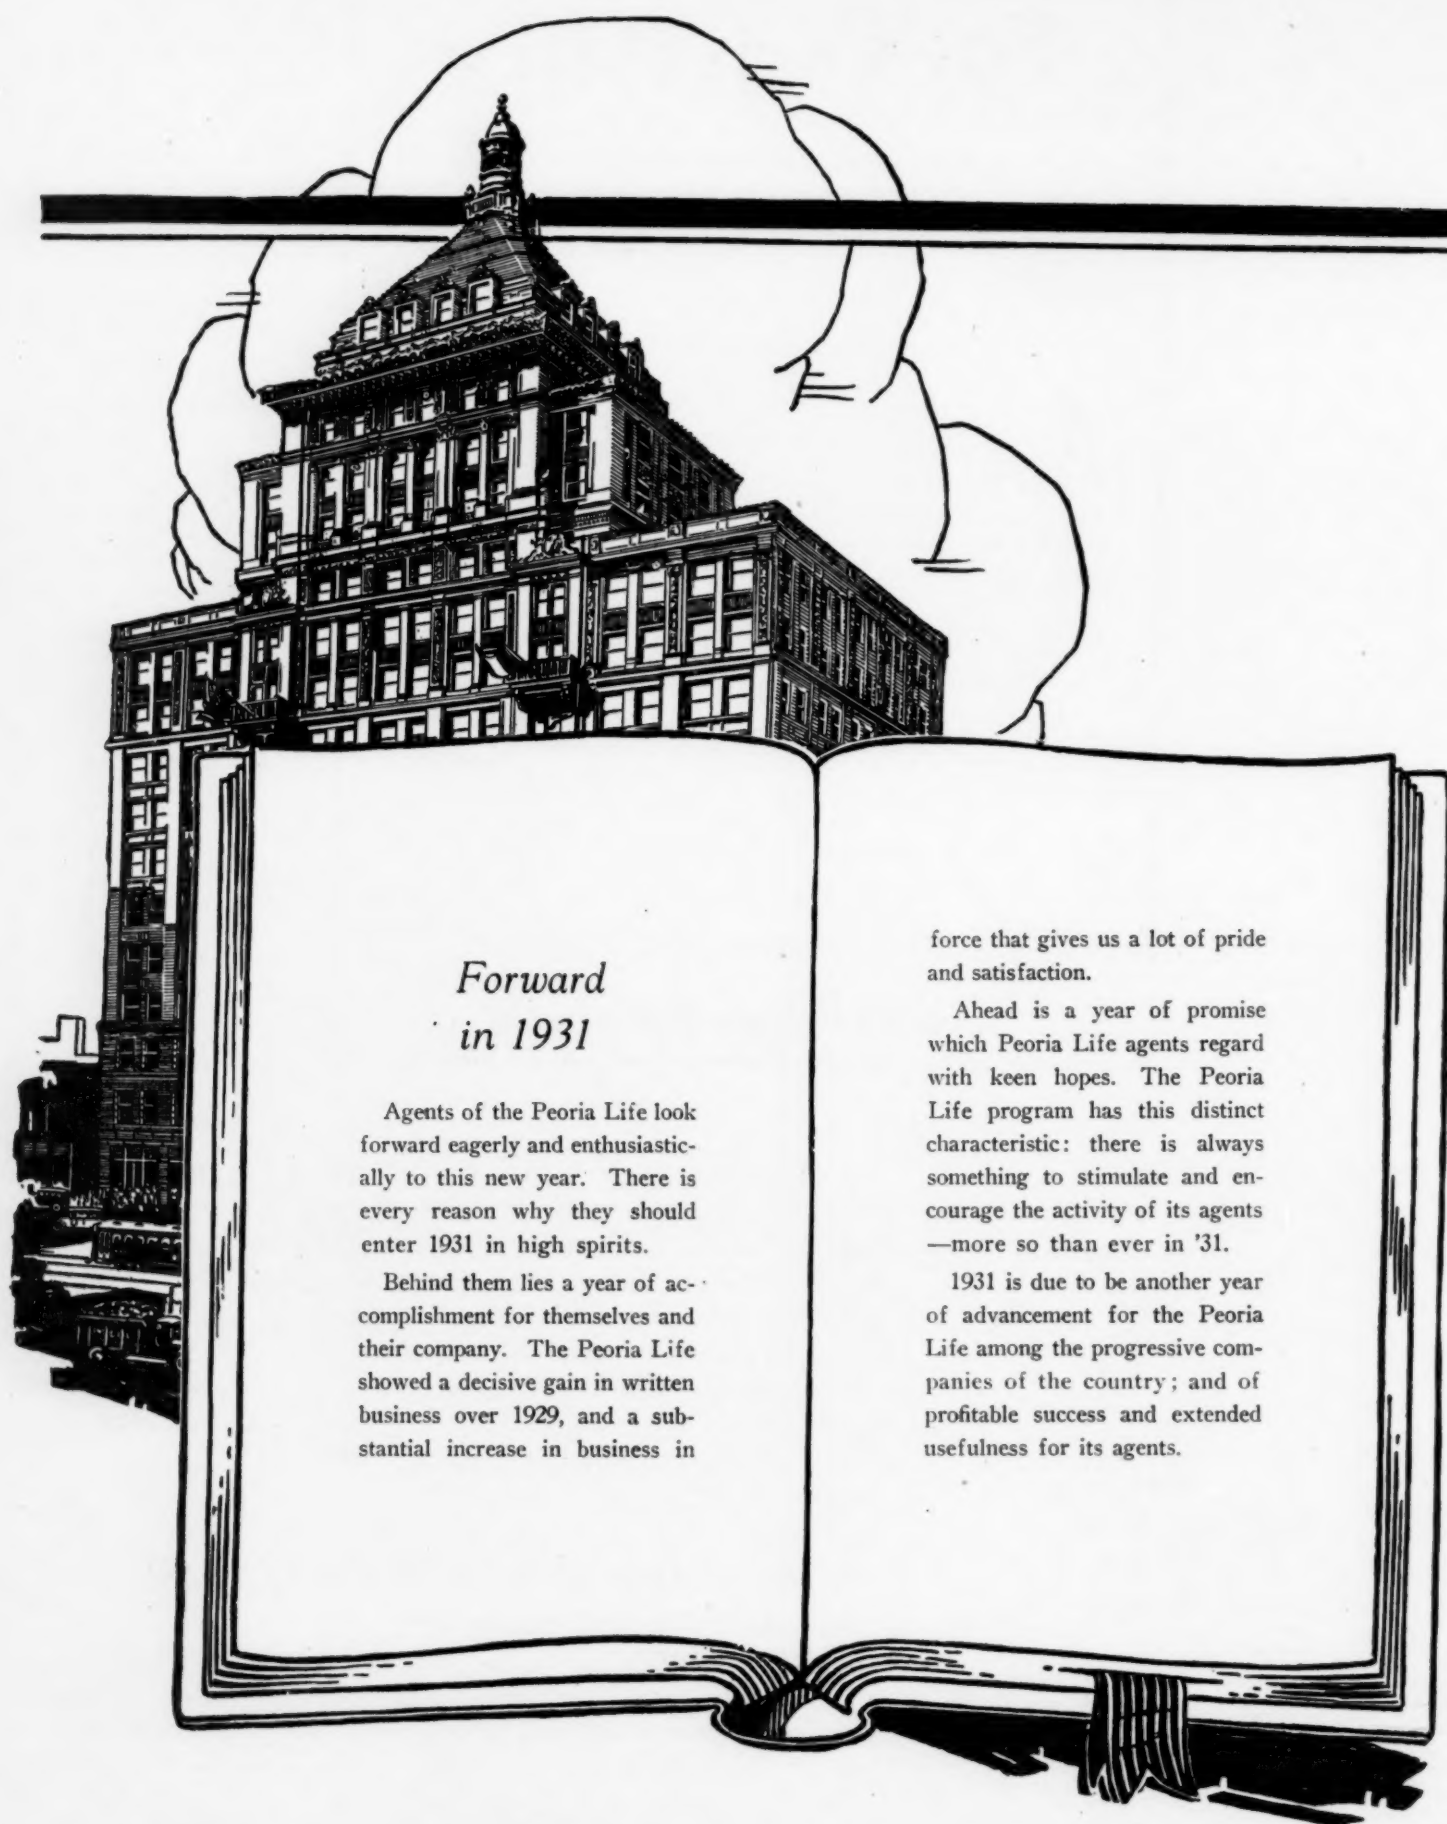 Forward
in 1931
Agents of the Peoria Life look
forward eagerly and enthusiastic-
ally to this new year. There is
every reason why they should
enter 1931 in high spirits.
Behind them lies a year of ac-
complishment for themselves and
their company. The Peoria Life
showed a decisive gain in written
business over 1929, and a sub-
stantial increase in business in
force that gives us a lot of pride
and satisfaction.
Ahead is a year of promise
which Peoria Life agents regard
with keen hopes. The Peoria
Life program has this distinct
characteristic: there is always
something to stimulate and en-
courage the activity of its agents
—more so than ever in '31.
1931 is due to be another year
of advancement for the Peoria
Life among the progressive com-
panies of the country; and of
profitable success and extended
usefulness for its agents.